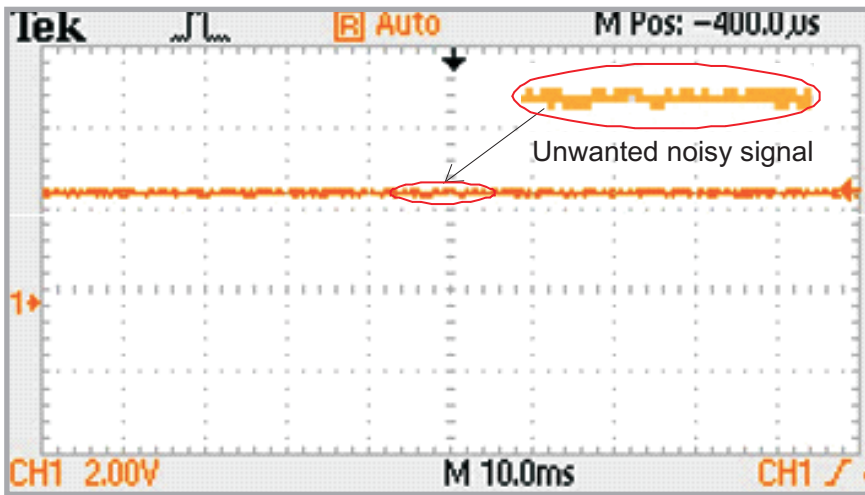 Tek R Auto M Pos: -400.0µs
Unwanted noisy signal
1
CH1 2.00V M 10.0ms CH1